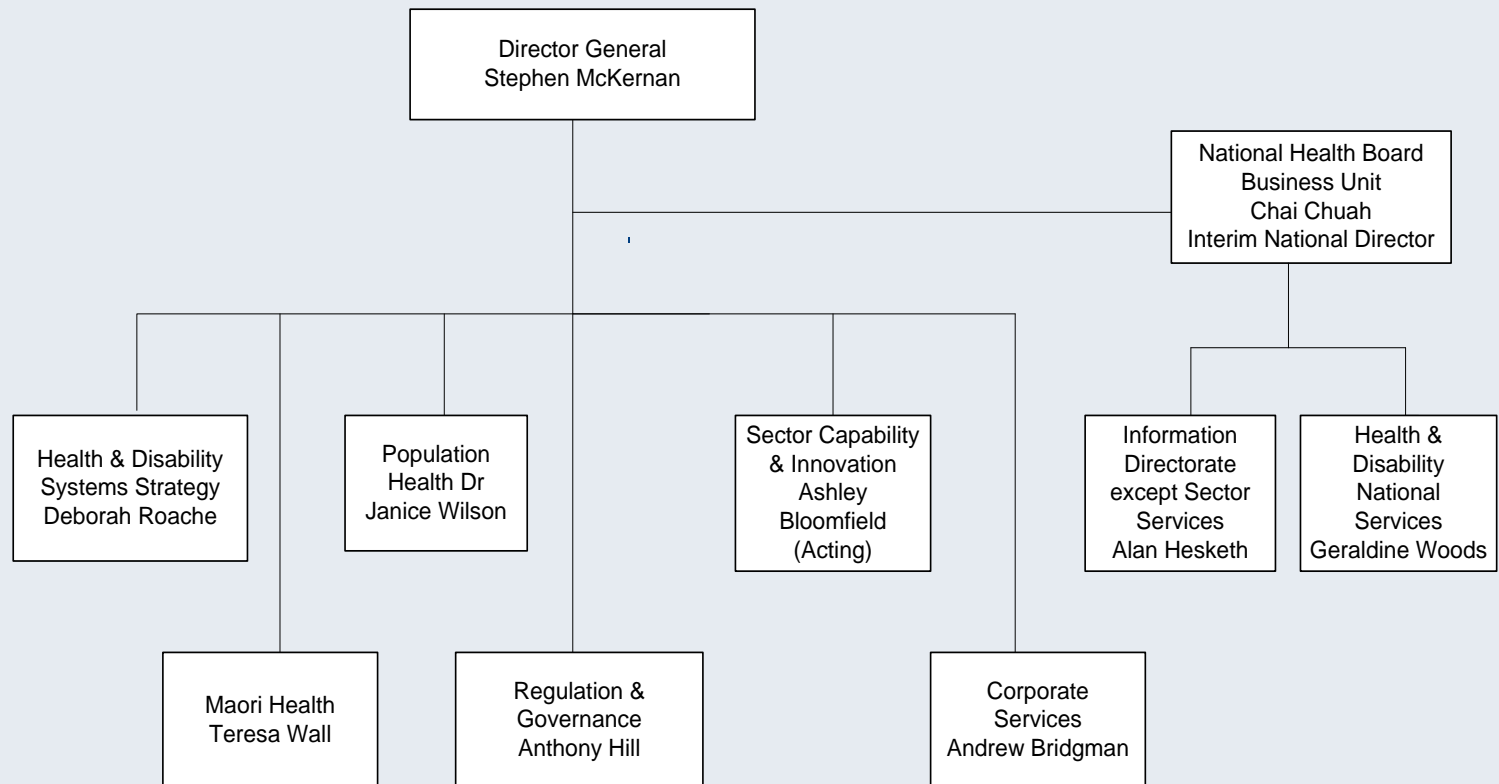 Director General
Stephen McKernan
National Health Board
Business Unit
Chai Chuah
Interim National Director
Health & Disability
Systems Strategy
Deborah Roache
Population
Health Dr
Janice Wilson
Sector Capability
& Innovation
Ashley
Bloomfield
(Acting)
Information
Directorate
except Sector
Services
Alan Hesketh
Health &
Disability
National
Services
Geraldine Woods
Maori Health
Teresa Wall
Regulation &
Governance
Anthony Hill
Corporate
Services
Andrew Bridgman